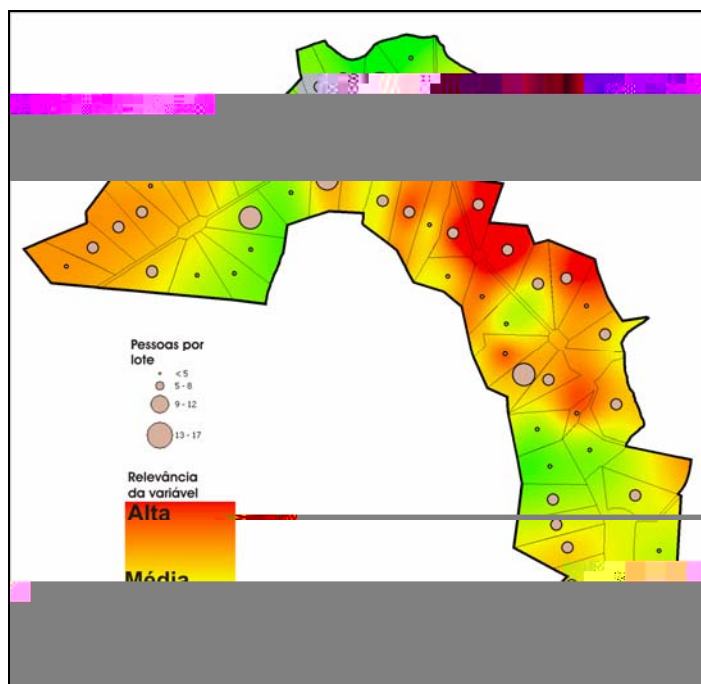 Pessoas por
lote
< 5
5 - 8
9 - 12
13 - 17
Relevância
da variável
Alta
Média